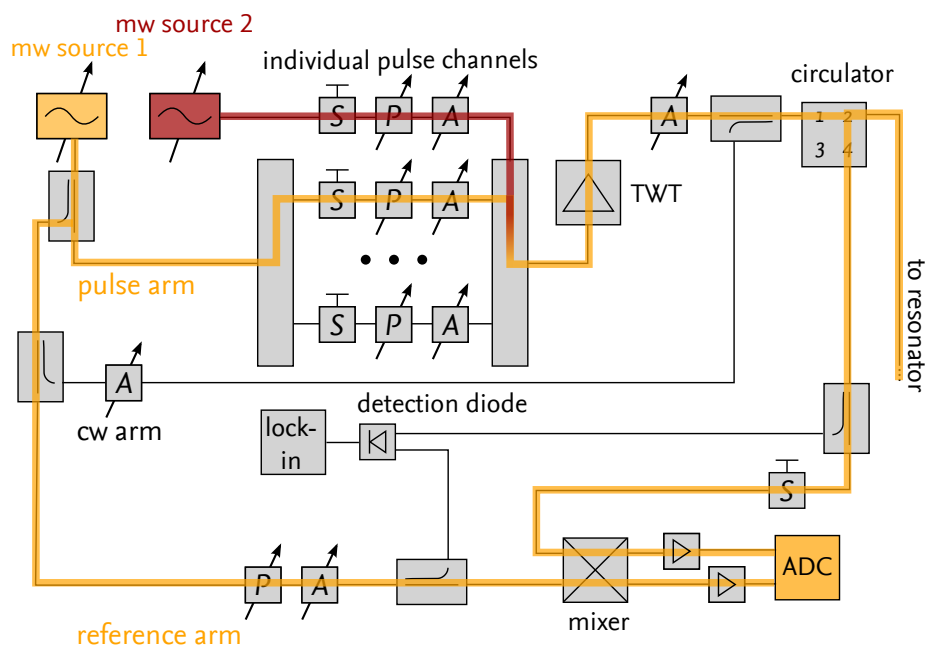 mw source 2
mw source 1
individual pulse channels
circulator
S P A
A
1 2
3 4
S P A
TWT
pulse arm
to resonator
S P A
A
cw arm
detection diode
lock-
in
S
ADC
P A
mixer
reference arm